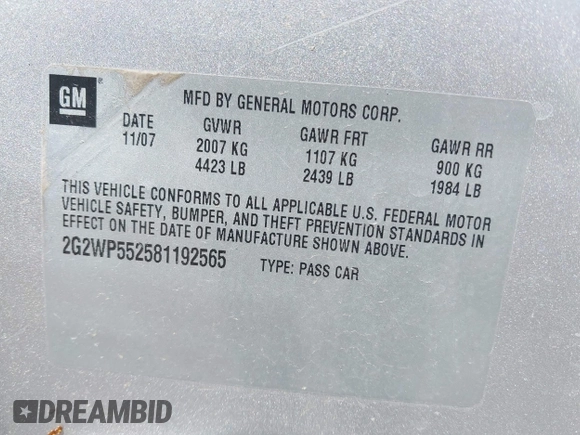 GM ®
MFD BY GENERAL MOTORS CORP.
DATE GVWR GAWR FRT GAWR RR
11/07 2007 KG 1107 KG 900 KG
4423 LB 2439 LB 1984 LB
THIS VEHICLE CONFORMS TO ALL APPLICABLE U.S. FEDERAL MOTOR
VEHICLE SAFETY, BUMPER, AND THEFT PREVENTION STANDARDS IN
EFFECT ON THE DATE OF MANUFACTURE SHOWN ABOVE.
2G2WP552581192565 TYPE: PASS CAR
DREAMBID